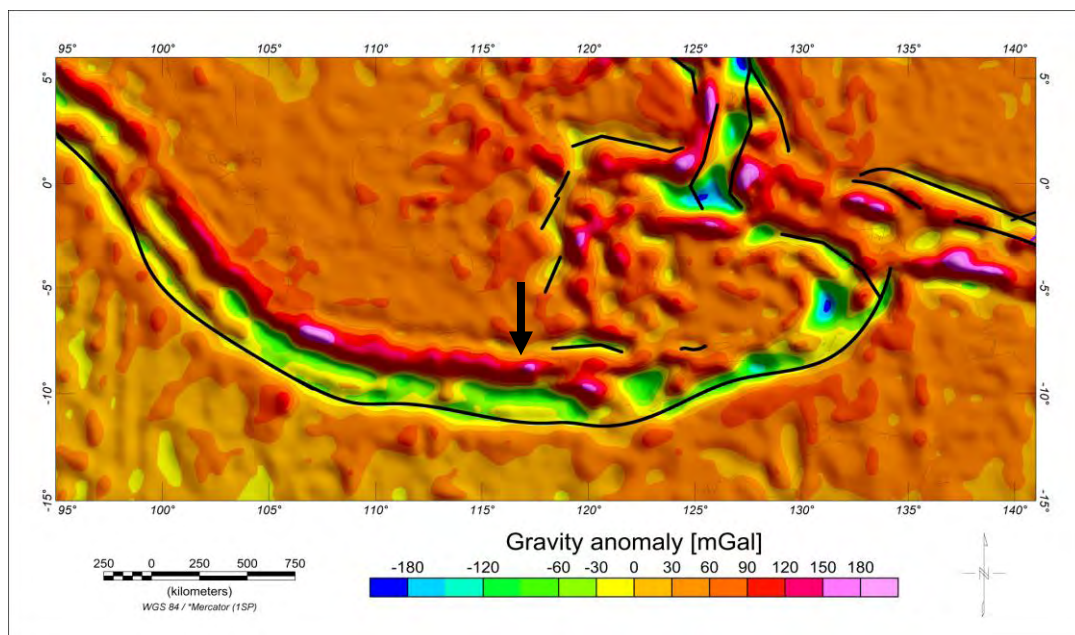 95° 100° 105° 110° 115° 120° 125° 130° 135° 140°
5° 5°
0° 0°
-5° -5°
-10° -10°
-15° -15°
95° 100° 105° 110° 115° 120° 125° 130° 135° 140°
Gravity anomaly [mGal]
250 0 250 500 750
(kilometers)
WGS 84 / *Mercator (1SP)
-180 -120 -60 -30 0 30 60 90 120 150 180
N